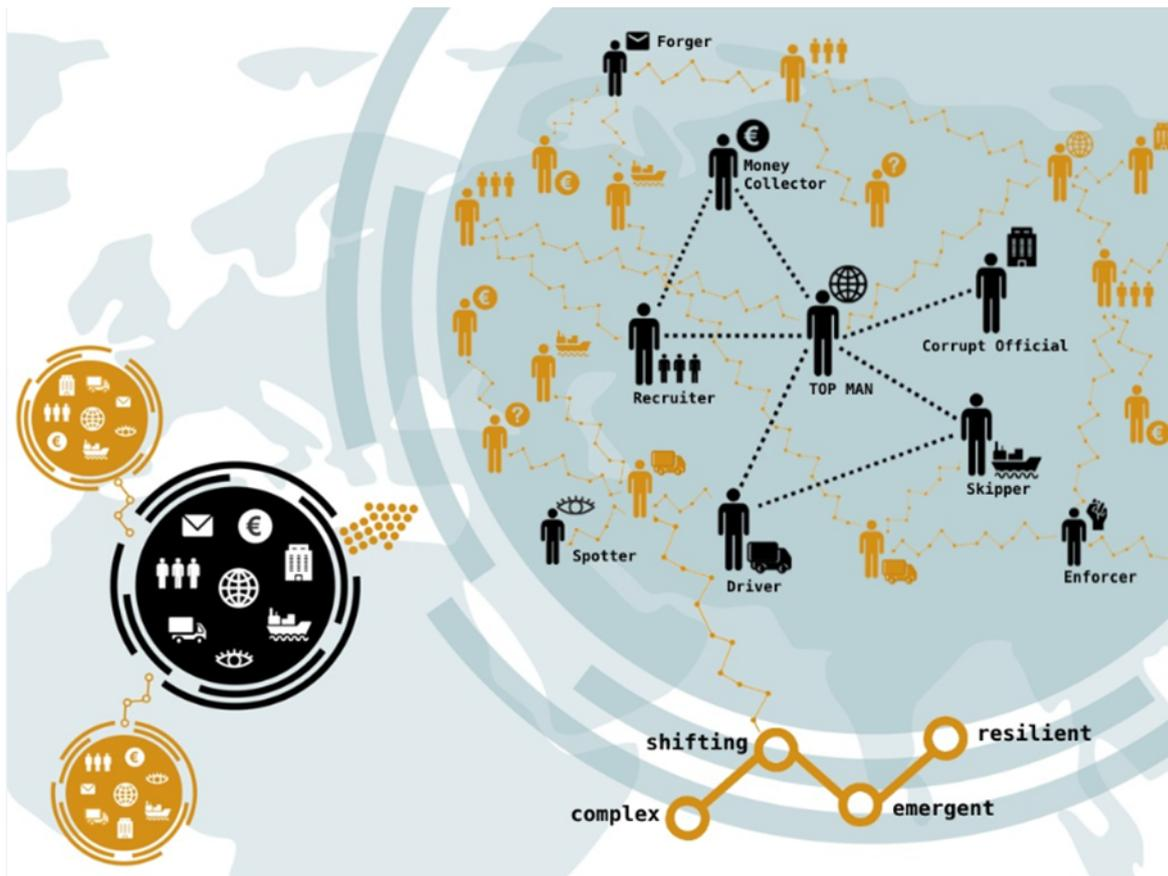 Forger
€
Money
Collector
?
€
€
Corrupt Official
TOP MAN
Recruiter
?
€
Skipper
€
€
Spotter
Driver
Enforcer
shifting
resilient
complex
emergent
€